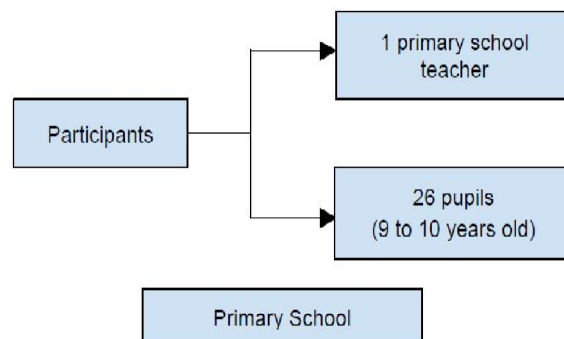 1 primary school
teacher
Participants
26 pupils
(9 to 10 years old)
Primary School